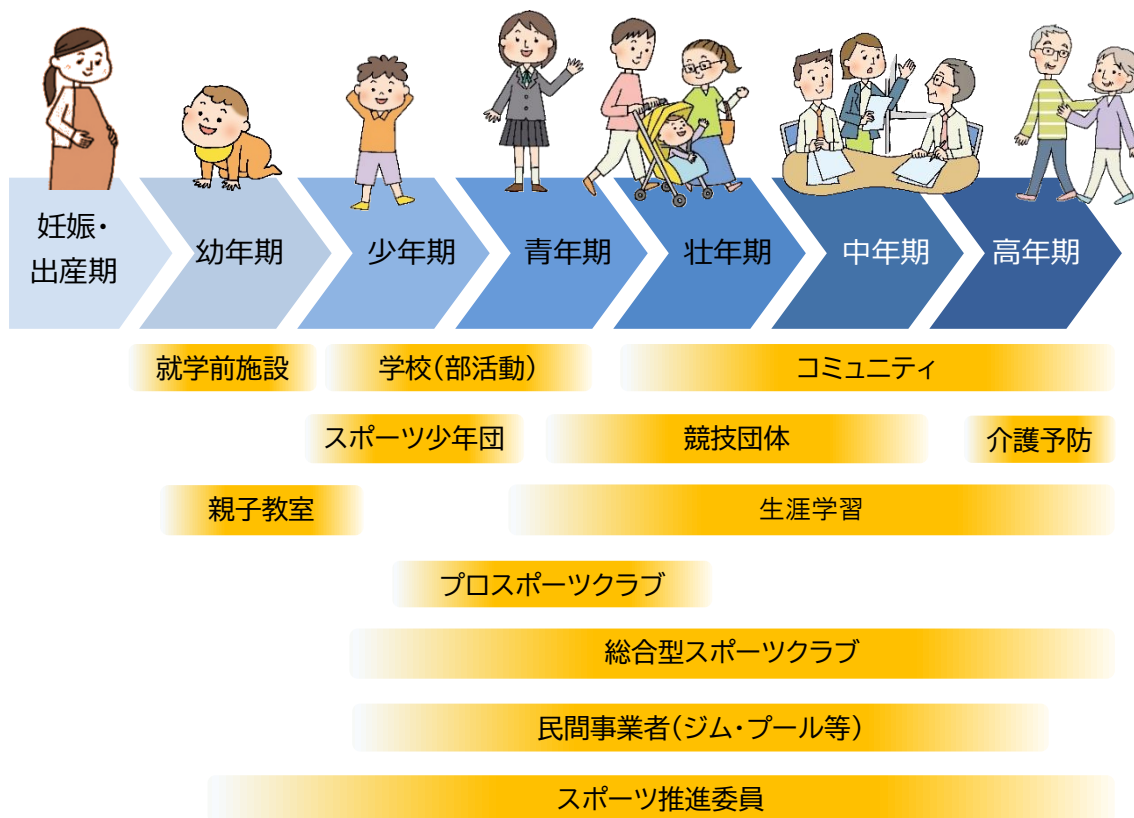 妊娠・
出産期
幼年期
少年期
青年期
壮年期
中年期
高年期
就学前施設
学校(部活動)
コミュニティ
スポーツ少年団
競技団体
介護予防
親子教室
生涯学習
プロスポーツクラブ
総合型スポーツクラブ
民間事業者(ジム・プール等)
スポーツ推進委員